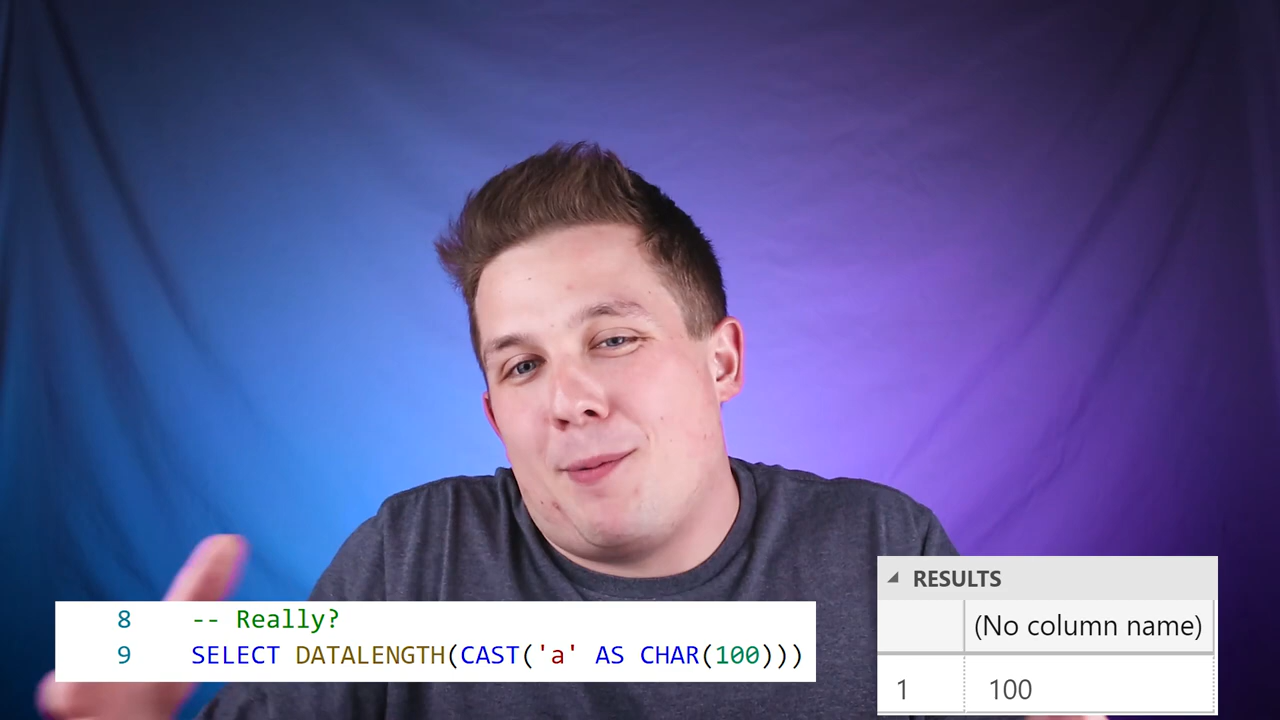 8 -- Really?
9 SELECT DATALENGTH(CAST('a' AS CHAR(100)))
RESULTS
(No column name)
1 100